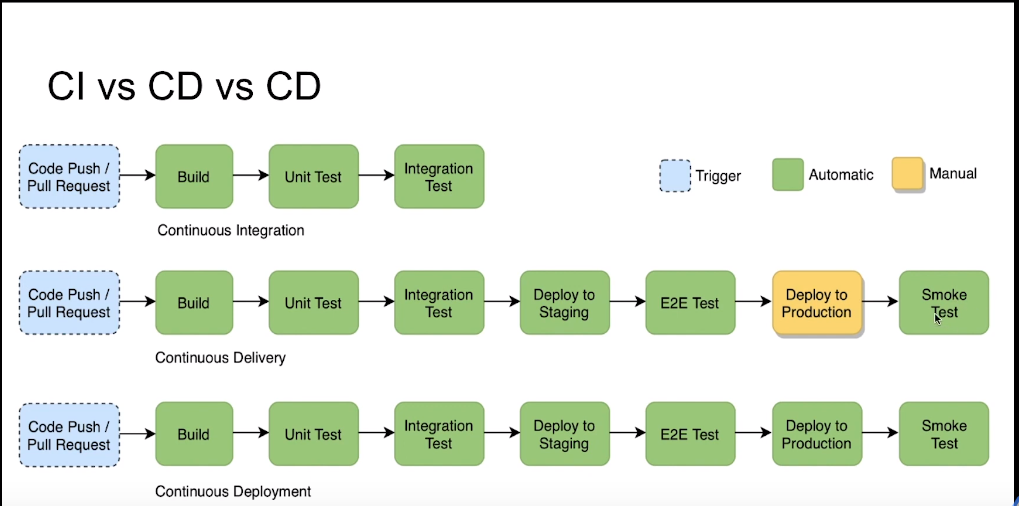 CI vs CD vs CD
Code Push /
Pull Request
Build
Unit Test
Integration
Test
Trigger
Automatic
Manual
Continuous Integration
Code Push /
Pull Request
Build
Unit Test
Integration
Test
Deploy to
Staging
E2E Test
Deploy to
Production
Smoke
Test
Continuous Delivery
Code Push /
Pull Request
Build
Unit Test
Integration
Test
Deploy to
Staging
E2E Test
Deploy to
Production
Smoke
Test
Continuous Deployment